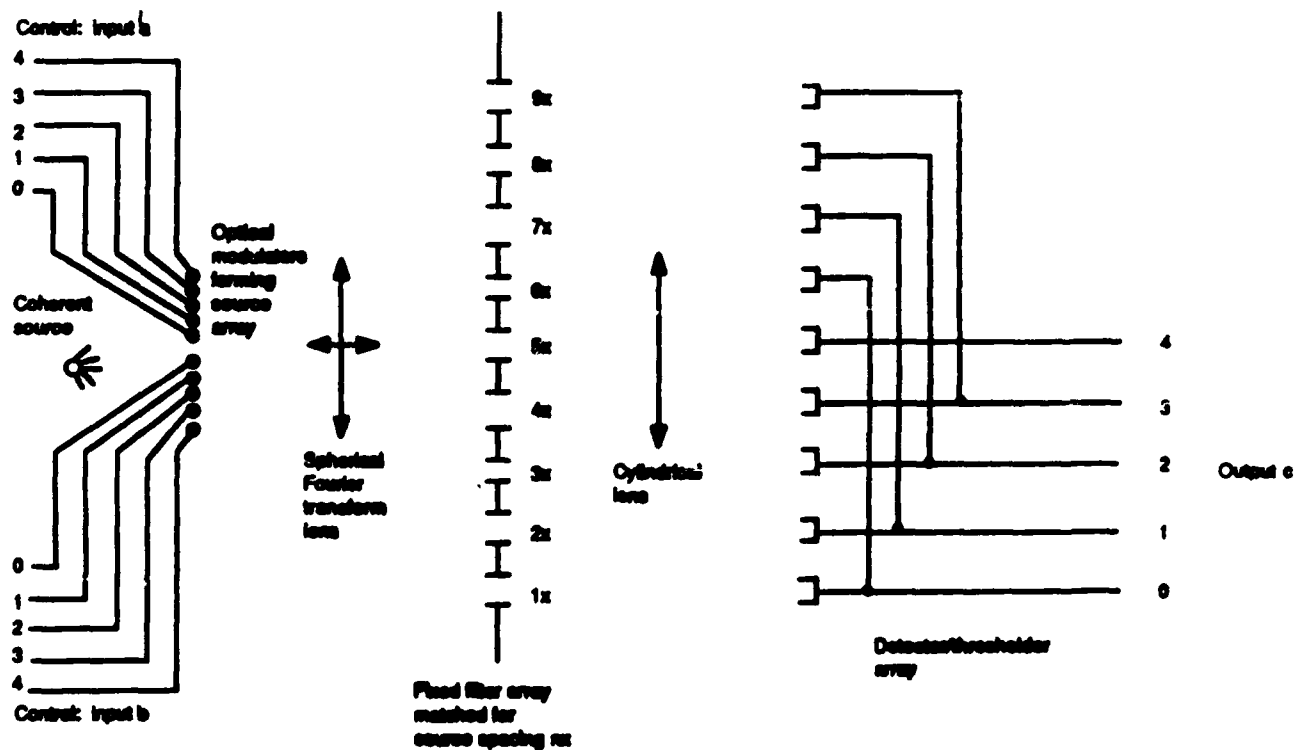 Control: input a
4
3
2
1
0
Optical
modulators
forming
source
array
Coherent
source
0
1
2
3
4
Control: input b
Spherical
Fourier
transform
lens
9x
8x
7x
6x
5x
4x
3x
2x
1x
Fixed filter array
matched for
source spacing nx
Cylindrical
lens
4
3
2
1
0
Output c
Detector/thresholder
array